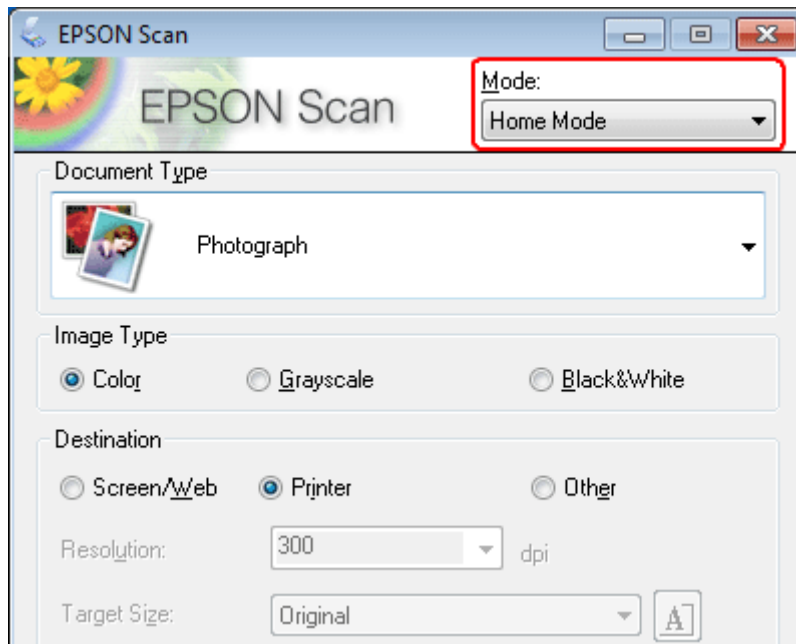 EPSON Scan
EPSON Scan
Mode:
Home Mode
Document Type
Photograph
Image Type
Color Grayscale Black&White
Destination
Screen/Web Printer Other
Resolution: 300 dpi
Target Size: Original A